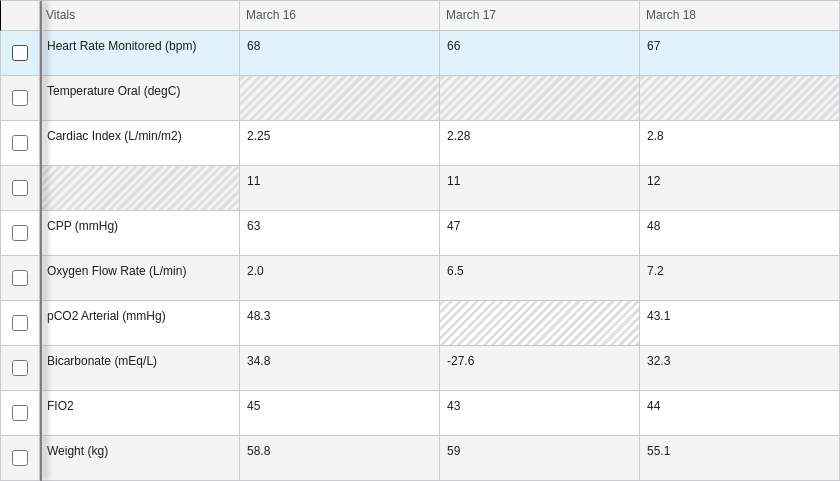 Vitals March 16 March 17 March 18
Heart Rate Monitored (bpm) 68 66 67
Temperature Oral (degC)
Cardiac Index (L/min/m2) 2.25 2.28 2.8
11 11 12
CPP (mmHg) 63 47 48
Oxygen Flow Rate (L/min) 2.0 6.5 7.2
pCO2 Arterial (mmHg) 48.3 43.1
Bicarbonate (mEq/L) 34.8 -27.6 32.3
FIO2 45 43 44
Weight (kg) 58.8 59 55.1